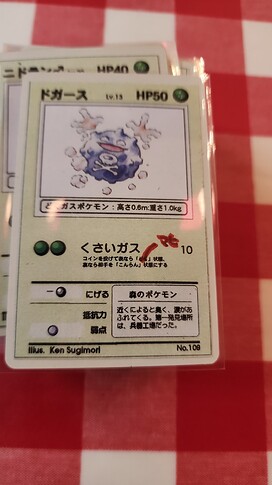 ニドラン♂ HP40
ドガース Lv.13 HP50
どくガスポケモン:高さ0.6m:重さ1.0kg
くさいガス 10
コインを投げて表なら「どく」状態、
裏なら相手を「こんらん」状態にする
にげる
抵抗力
弱点
森のポケモン
近くによると臭く、涙があ
ふれてくる。第一発見場所
は、兵器工場だった。
Illus. Ken Sugimori No.109